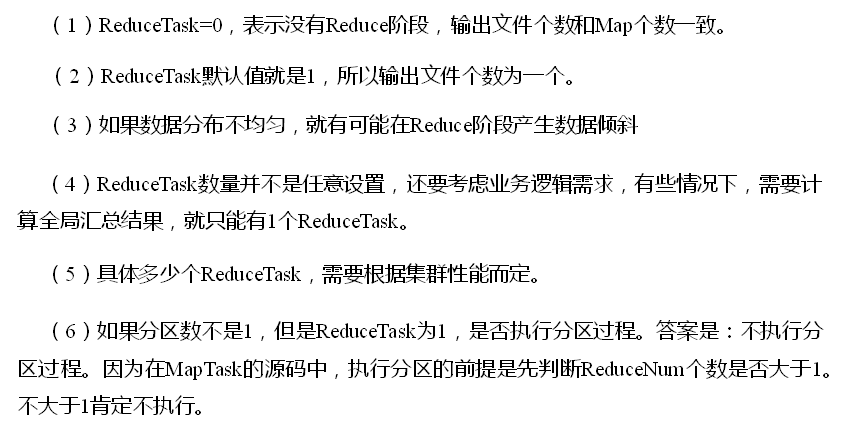 （1）ReduceTask=0，表示没有Reduce阶段，输出文件个数和Map个数一致。
（2）ReduceTask默认值就是1，所以输出文件个数为一个。
（3）如果数据分布不均匀，就有可能在Reduce阶段产生数据倾斜
（4）ReduceTask数量并不是任意设置，还要考虑业务逻辑需求，有些情况下，需要计
算全局汇总结果，就只能有1个ReduceTask。
（5）具体多少个ReduceTask，需要根据集群性能而定。
（6）如果分区数不是1，但是ReduceTask为1，是否执行分区过程。答案是：不执行分
区过程。因为在MapTask的源码中，执行分区的前提是先判断ReduceNum个数是否大于1。
不大于1肯定不执行。